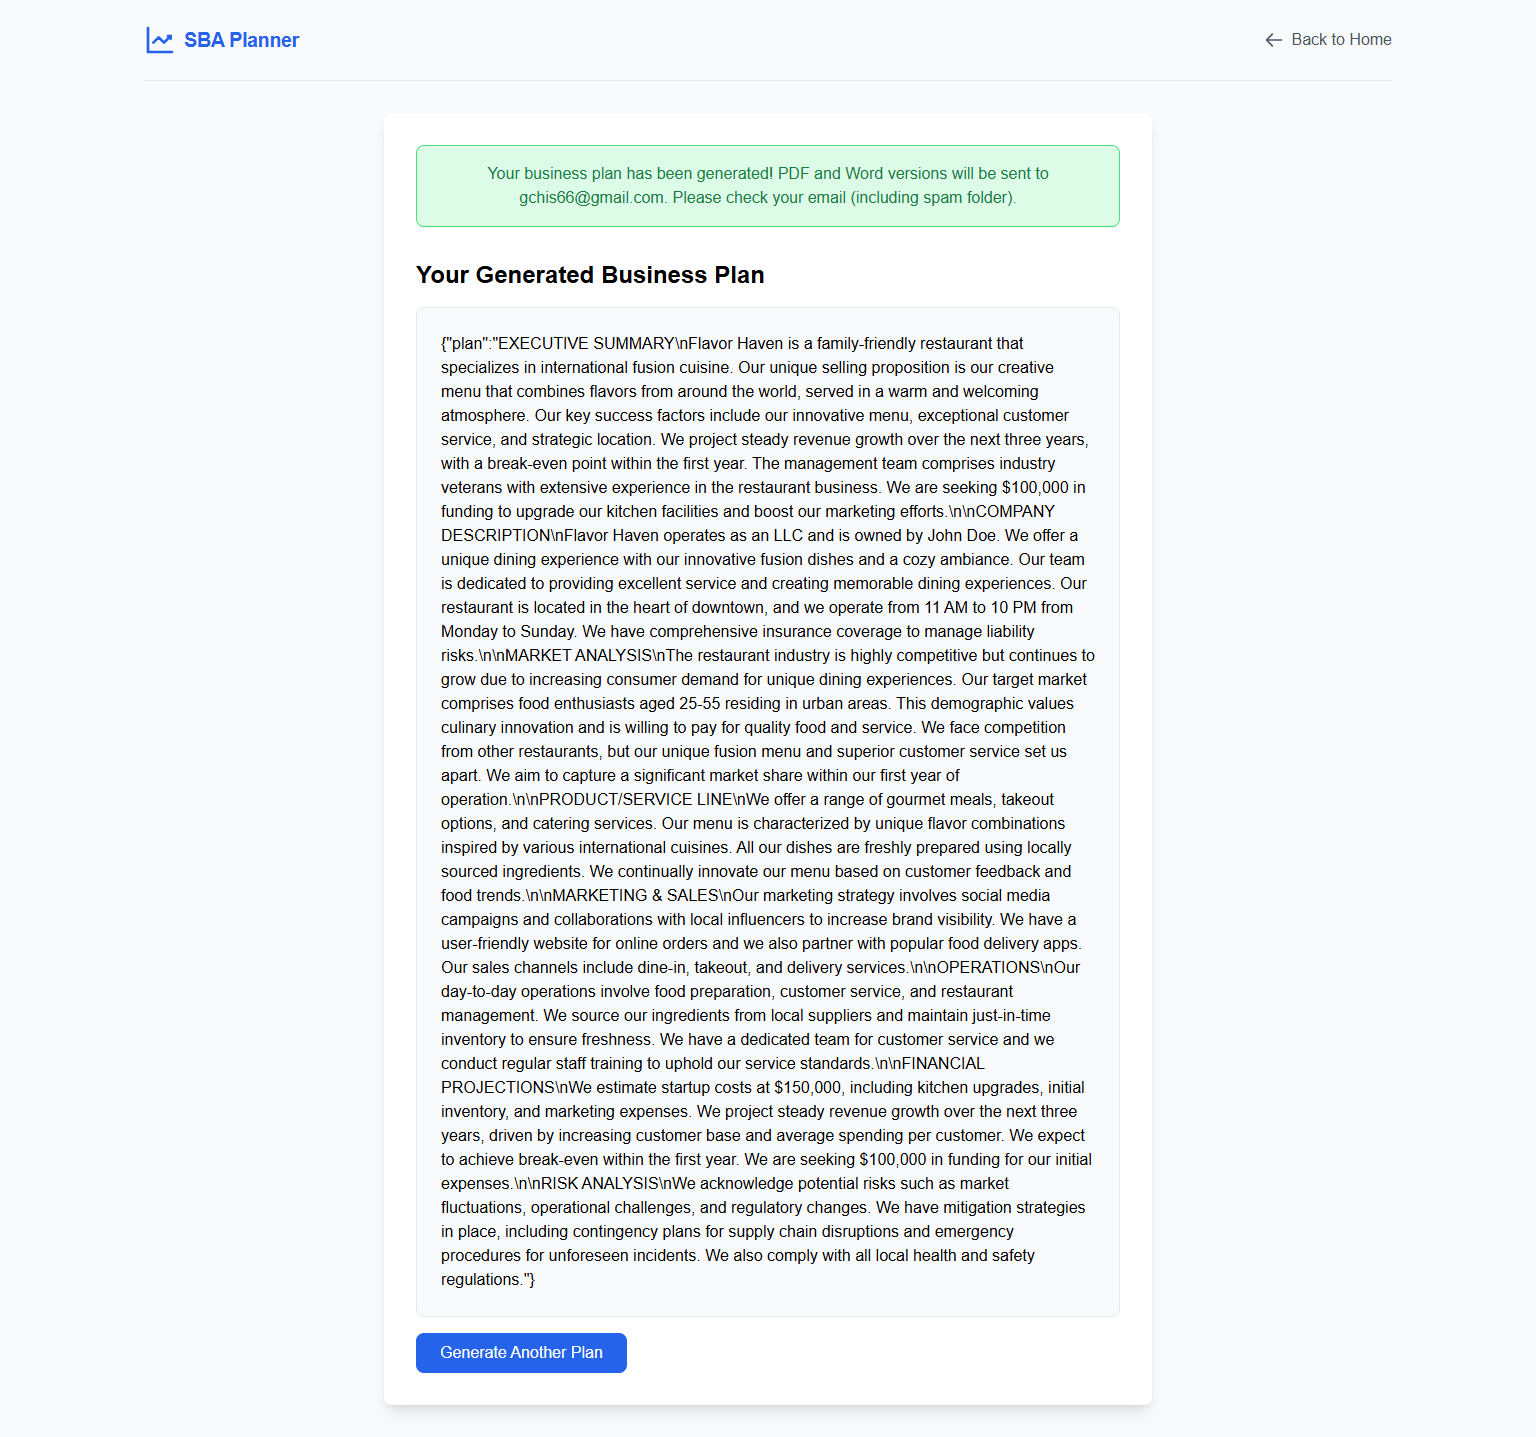 SBA Planner
Back to Home
Your business plan has been generated! PDF and Word versions will be sent to
gchis66@gmail.com. Please check your email (including spam folder).
Your Generated Business Plan
{"plan":"EXECUTIVE SUMMARY\nFlavor Haven is a family-friendly restaurant that
specializes in international fusion cuisine. Our unique selling proposition is our creative
menu that combines flavors from around the world, served in a warm and welcoming
atmosphere. Our key success factors include our innovative menu, exceptional customer
service, and strategic location. We project steady revenue growth over the next three years,
with a break-even point within the first year. The management team comprises industry
veterans with extensive experience in the restaurant business. We are seeking $100,000 in
funding to upgrade our kitchen facilities and boost our marketing efforts.\n\nCOMPANY
DESCRIPTION\nFlavor Haven operates as an LLC and is owned by John Doe. We offer a
unique dining experience with our innovative fusion dishes and a cozy ambiance. Our team
is dedicated to providing excellent service and creating memorable dining experiences. Our
restaurant is located in the heart of downtown, and we operate from 11 AM to 10 PM from
Monday to Sunday. We have comprehensive insurance coverage to manage liability
risks.\n\nMARKET ANALYSIS\nThe restaurant industry is highly competitive but continues to
grow due to increasing consumer demand for unique dining experiences. Our target market
comprises food enthusiasts aged 25-55 residing in urban areas. This demographic values
culinary innovation and is willing to pay for quality food and service. We face competition
from other restaurants, but our unique fusion menu and superior customer service set us
apart. We aim to capture a significant market share within our first year of
operation.\n\nPRODUCT/SERVICE LINE\nWe offer a range of gourmet meals, takeout
options, and catering services. Our menu is characterized by unique flavor combinations
inspired by various international cuisines. All our dishes are freshly prepared using locally
sourced ingredients. We continually innovate our menu based on customer feedback and
food trends.\n\nMARKETING & SALES\nOur marketing strategy involves social media
campaigns and collaborations with local influencers to increase brand visibility. We have a
user-friendly website for online orders and we also partner with popular food delivery apps.
Our sales channels include dine-in, takeout, and delivery services.\n\nOPERATIONS\nOur
day-to-day operations involve food preparation, customer service, and restaurant
management. We source our ingredients from local suppliers and maintain just-in-time
inventory to ensure freshness. We have a dedicated team for customer service and we
conduct regular staff training to uphold our service standards.\n\nFINANCIAL
PROJECTIONS\nWe estimate startup costs at $150,000, including kitchen upgrades, initial
inventory, and marketing expenses. We project steady revenue growth over the next three
years, driven by increasing customer base and average spending per customer. We expect
to achieve break-even within the first year. We are seeking $100,000 in funding for our initial
expenses.\n\nRISK ANALYSIS\nWe acknowledge potential risks such as market
fluctuations, operational challenges, and regulatory changes. We have mitigation strategies
in place, including contingency plans for supply chain disruptions and emergency
procedures for unforeseen incidents. We also comply with all local health and safety
regulations."}
Generate Another Plan